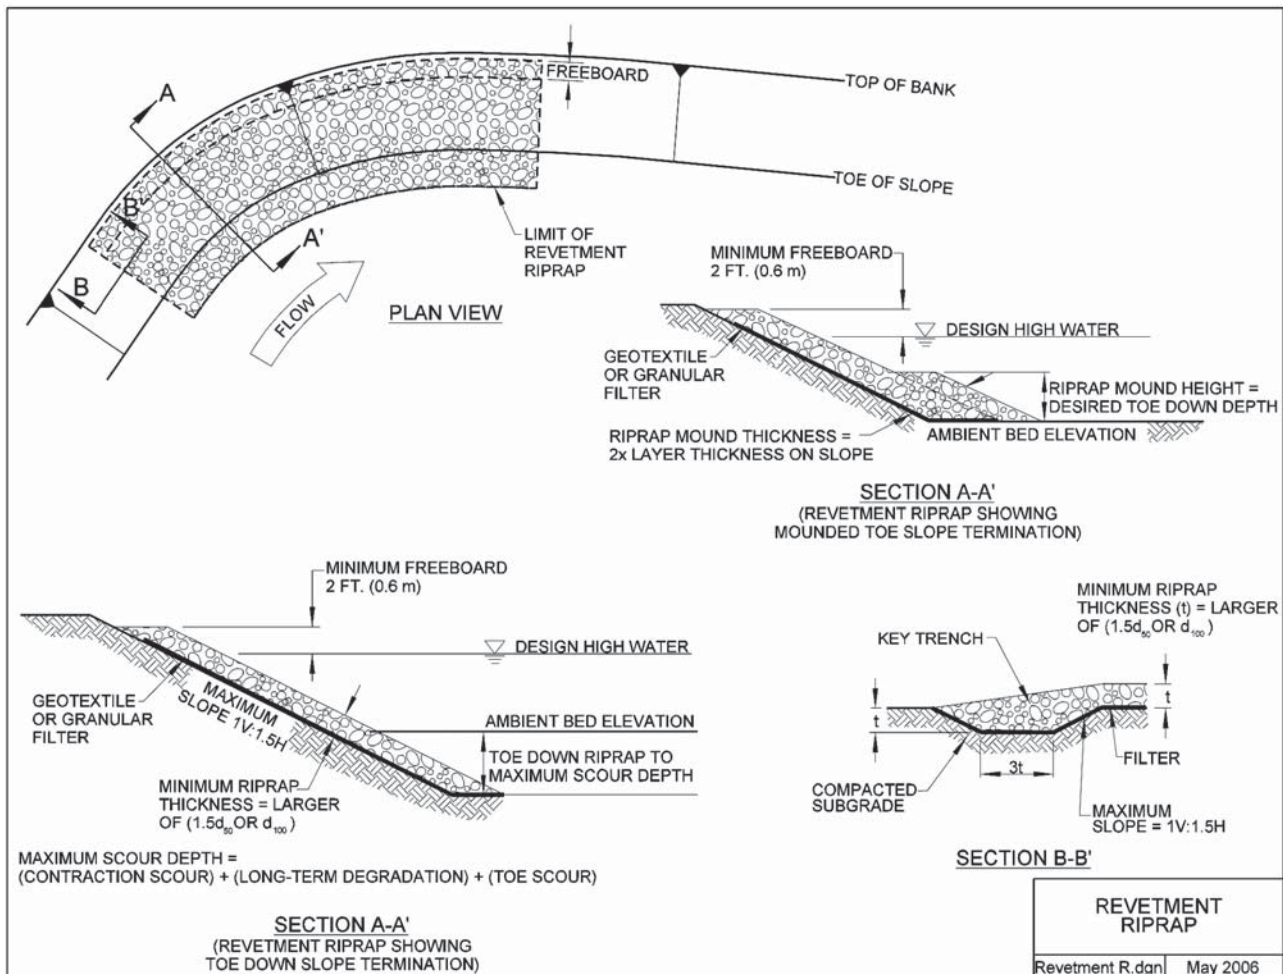 A
FREEBOARD
TOP OF BANK
TOE OF SLOPE
B
A'
B
FLOW
LIMIT OF
REVETMENT
RIPRAP
PLAN VIEW
MINIMUM FREEBOARD
2 FT. (0.6 m)
DESIGN HIGH WATER
GEOTEXTILE
OR GRANULAR
FILTER
RIPRAP MOUND HEIGHT =
DESIRED TOE DOWN DEPTH
RIPRAP MOUND THICKNESS =
2x LAYER THICKNESS ON SLOPE
AMBIENT BED ELEVATION
SECTION A-A'
(REVETMENT RIPRAP SHOWING
MOUNDED TOE SLOPE TERMINATION)
MINIMUM FREEBOARD
2 FT. (0.6 m)
DESIGN HIGH WATER
GEOTEXTILE
OR GRANULAR
FILTER
MAXIMUM
SLOPE 1V:1.5H
AMBIENT BED ELEVATION
TOE DOWN RIPRAP TO
MAXIMUM SCOUR DEPTH
MINIMUM RIPRAP
THICKNESS = LARGER
OF (1.5d₅₀ OR d₁₀₀)
MAXIMUM SCOUR DEPTH =
(CONTRACTION SCOUR) + (LONG-TERM DEGRADATION) + (TOE SCOUR)
SECTION A-A'
(REVETMENT RIPRAP SHOWING
TOE DOWN SLOPE TERMINATION)
MINIMUM RIPRAP
THICKNESS (t) = LARGER
OF (1.5d₅₀ OR d₁₀₀)
KEY TRENCH
t
t
3t
FILTER
COMPACTED
SUBGRADE
MAXIMUM
SLOPE = 1V:1.5H
SECTION B-B'
REVETMENT
RIPRAP
Revetment R.dgn
May 2006